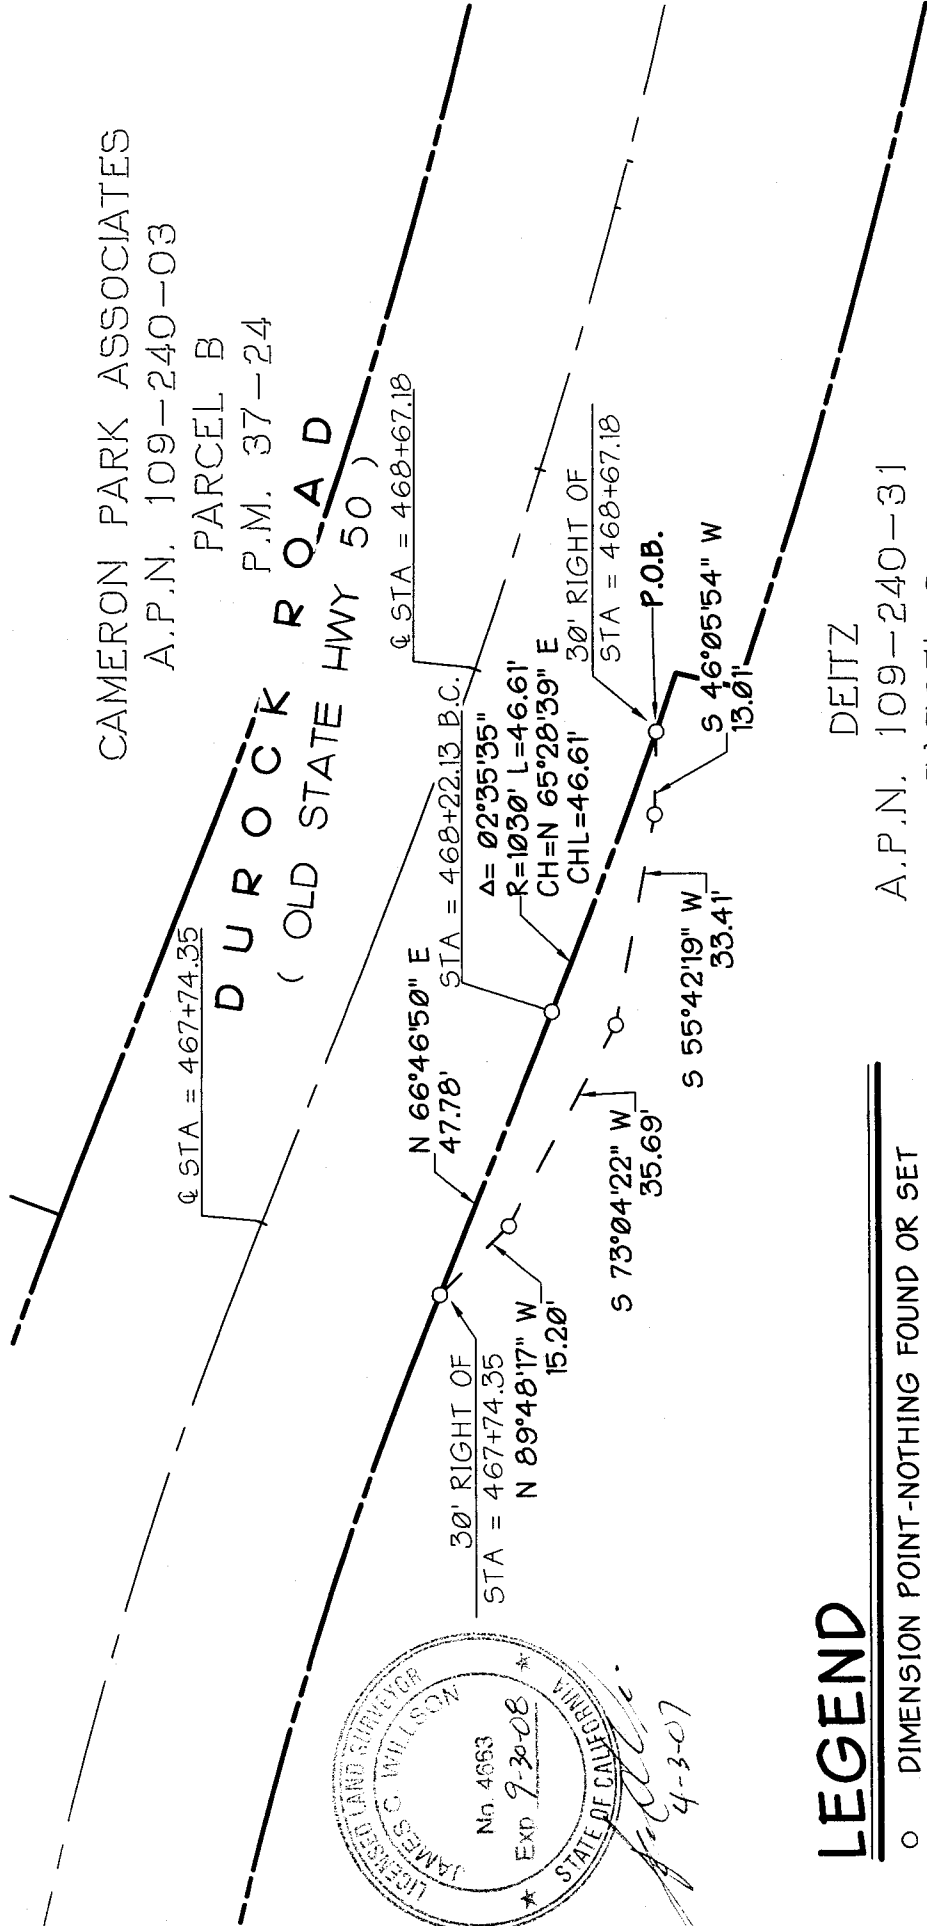 CAMERON PARK ASSOCIATES
A.P.N. 109-240-03
PARCEL B
P.M. 37-24
DUROCK ROAD
( OLD STATE HWY 50 )
℄ STA = 467+74.35
℄ STA = 468+67.18
STA = 468+22.13 B.C.
N 66°46'50" E
47.78'
Δ= 02°35'35"
R=1030' L=46.61'
CH=N 65°28'39" E
CHL=46.61'
30' RIGHT OF
STA = 468+67.18
P.O.B.
S 46°05'54" W
13.01'
S 55°42'19" W
33.41'
S 73°04'22" W
35.69'
N 89°48'17" W
15.20'
30' RIGHT OF
STA = 467+74.35
DEITZ
A.P.N. 109-240-31
LICENSED LAND SURVEYOR
JAMES C. WILLSON
No. 4663
Exp 9-30-08
STATE OF CALIFORNIA
4-3-07
LEGEND
○ DIMENSION POINT-NOTHING FOUND OR SET